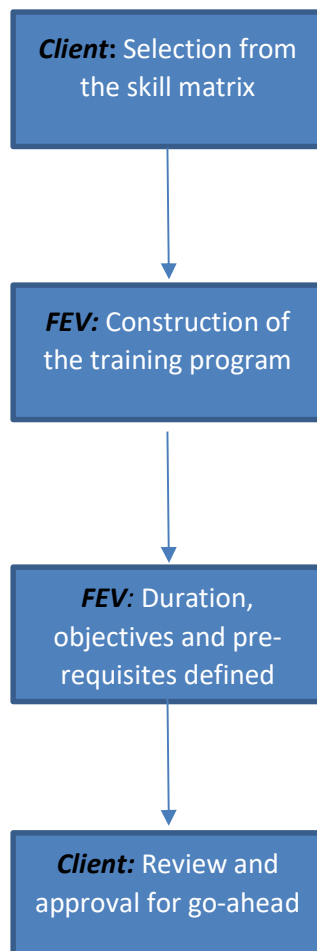 Client: Selection from
the skill matrix
FEV: Construction of
the training program
FEV: Duration,
objectives and pre-
requisites defined
Client: Review and
approval for go-ahead